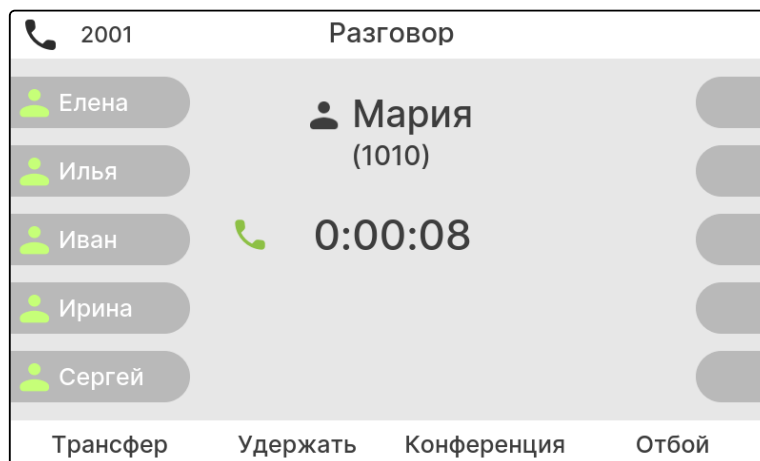 2001 Разговор
Елена
Мария
(1010)
Илья
Иван
0:00:08
Ирина
Сергей
Трансфер Удержать Конференция Отбой